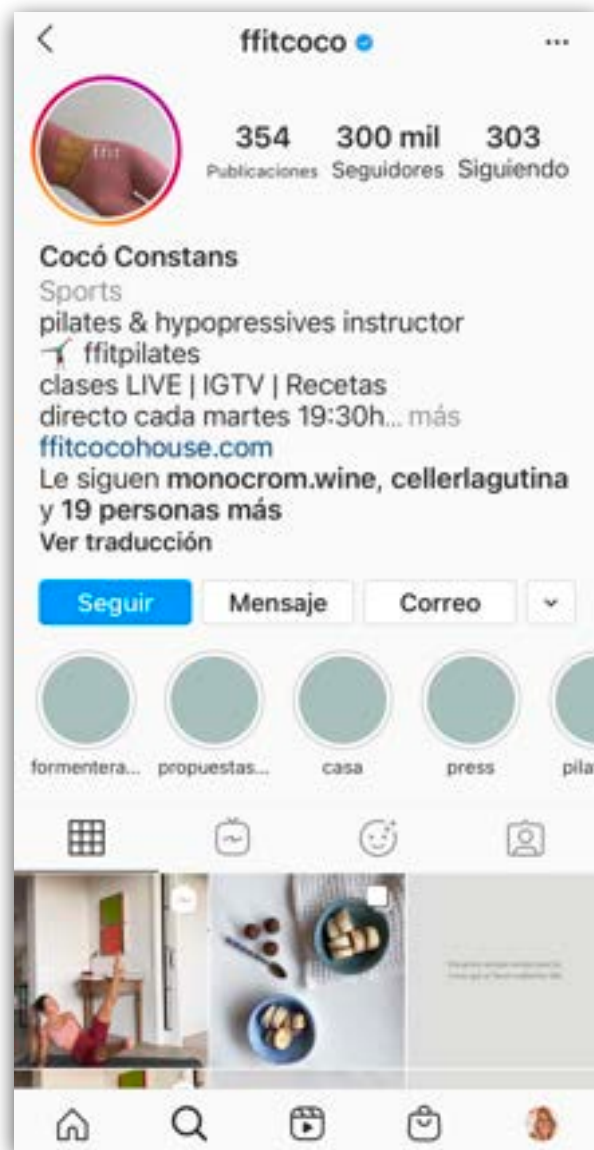 ffitcoco
354 300 mil 303
Publicaciones Seguidores Siguiendo
ffit
Cocó Constans
Sports
pilates & hypopressives instructor
ffitpilates
clases LIVE | IGTV | Recetas
directo cada martes 19:30h... más
ffitcocohouse.com
Le siguen monocrom.wine, cellerlagutina
y 19 personas más
Ver traducción
Seguir Mensaje Correo
formentera... propuestas... casa press pila